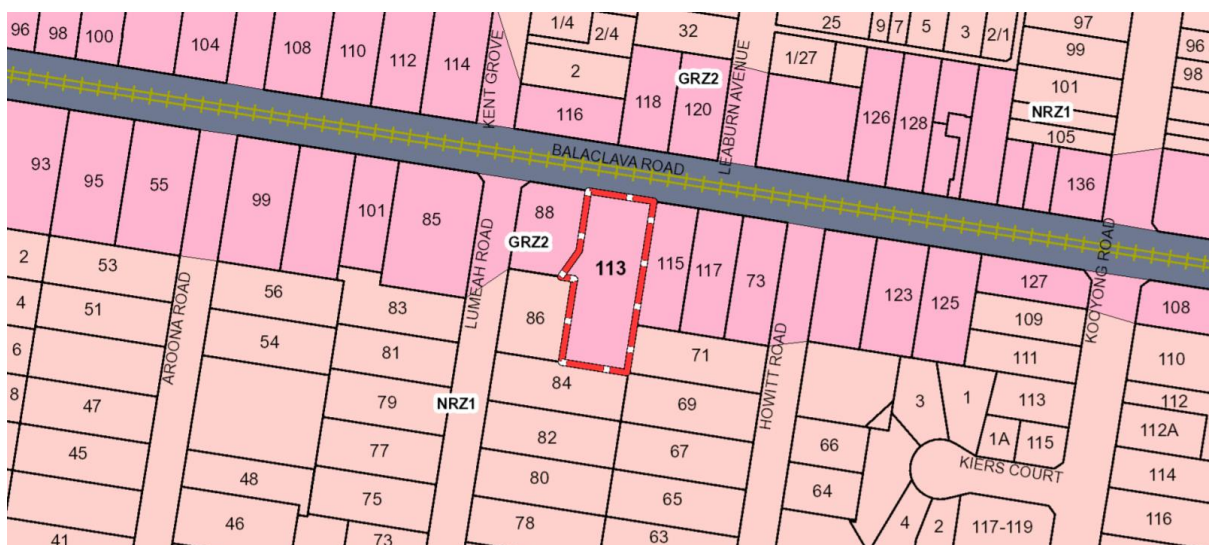 96 98 100 104 108 110 112 114
KENT GROVE
1/4 2/4 32
2
116
118 120
GRZ2
LEABURN AVENUE
25 9 7 5 3 2/1
1/27
126 128
97
99
101
NRZ1
105
136
96
98
BALACLAVA ROAD
93 95 55 99 101 85
LUMEAH ROAD
88
GRZ2
113
115 117 73
123 125
127
KOOYONG ROAD
108
2 53
4 51
6
8 47
45
41
AROONA ROAD
56
54
48
46
83
81
79
NRZ1
77
75
73
86
84
82
80
78
71
69
67
65
63
HOWITT ROAD
66
64
3 1
1A 115
113
109
111
KIERS COURT
4 2 117-119
110
112
112A
114
116